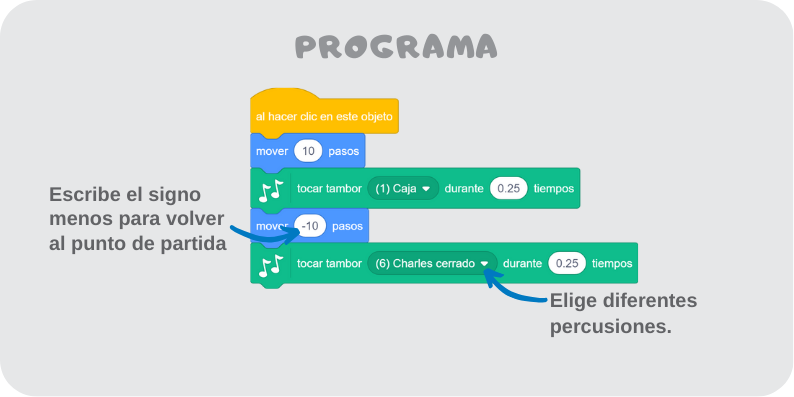 PROGRAMA
al hacer clic en este objeto
mover 10 pasos
tocar tambor (1) Caja durante 0.25 tiempos
Escribe el signo
menos para volver
al punto de partida
mover -10 pasos
tocar tambor (6) Charles cerrado durante 0.25 tiempos
Elige diferentes
percusiones.